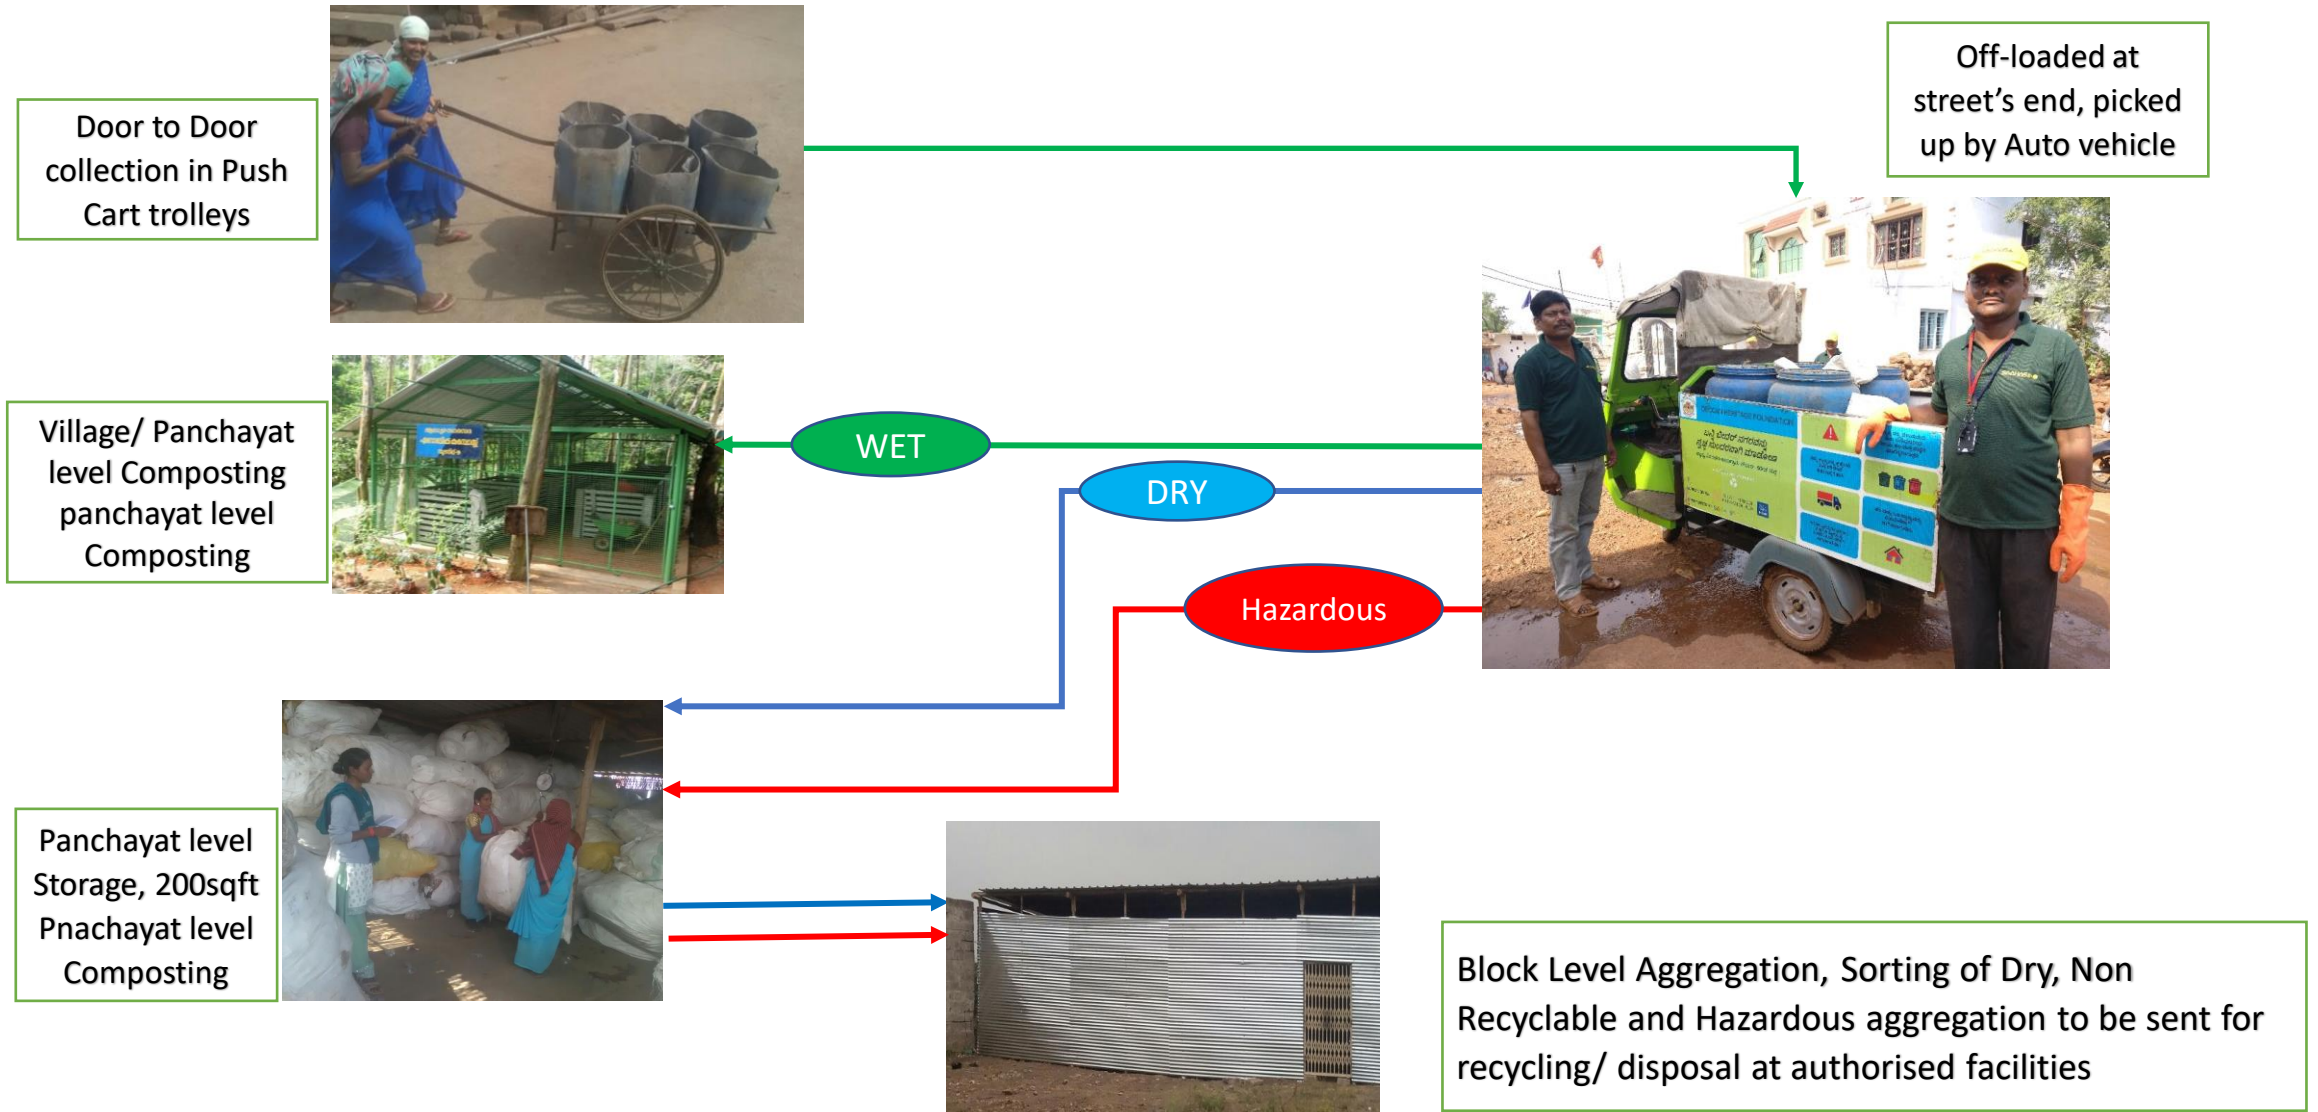 Door to Door
collection in Push
Cart trolleys
Off-loaded at
street’s end, picked
up by Auto vehicle
Village/ Panchayat
level Composting
panchayat level
Composting
WET
DRY
Hazardous
Panchayat level
Storage, 200sqft
Pnachayat level
Composting
Block Level Aggregation, Sorting of Dry, Non
Recyclable and Hazardous aggregation to be sent for
recycling/ disposal at authorised facilities